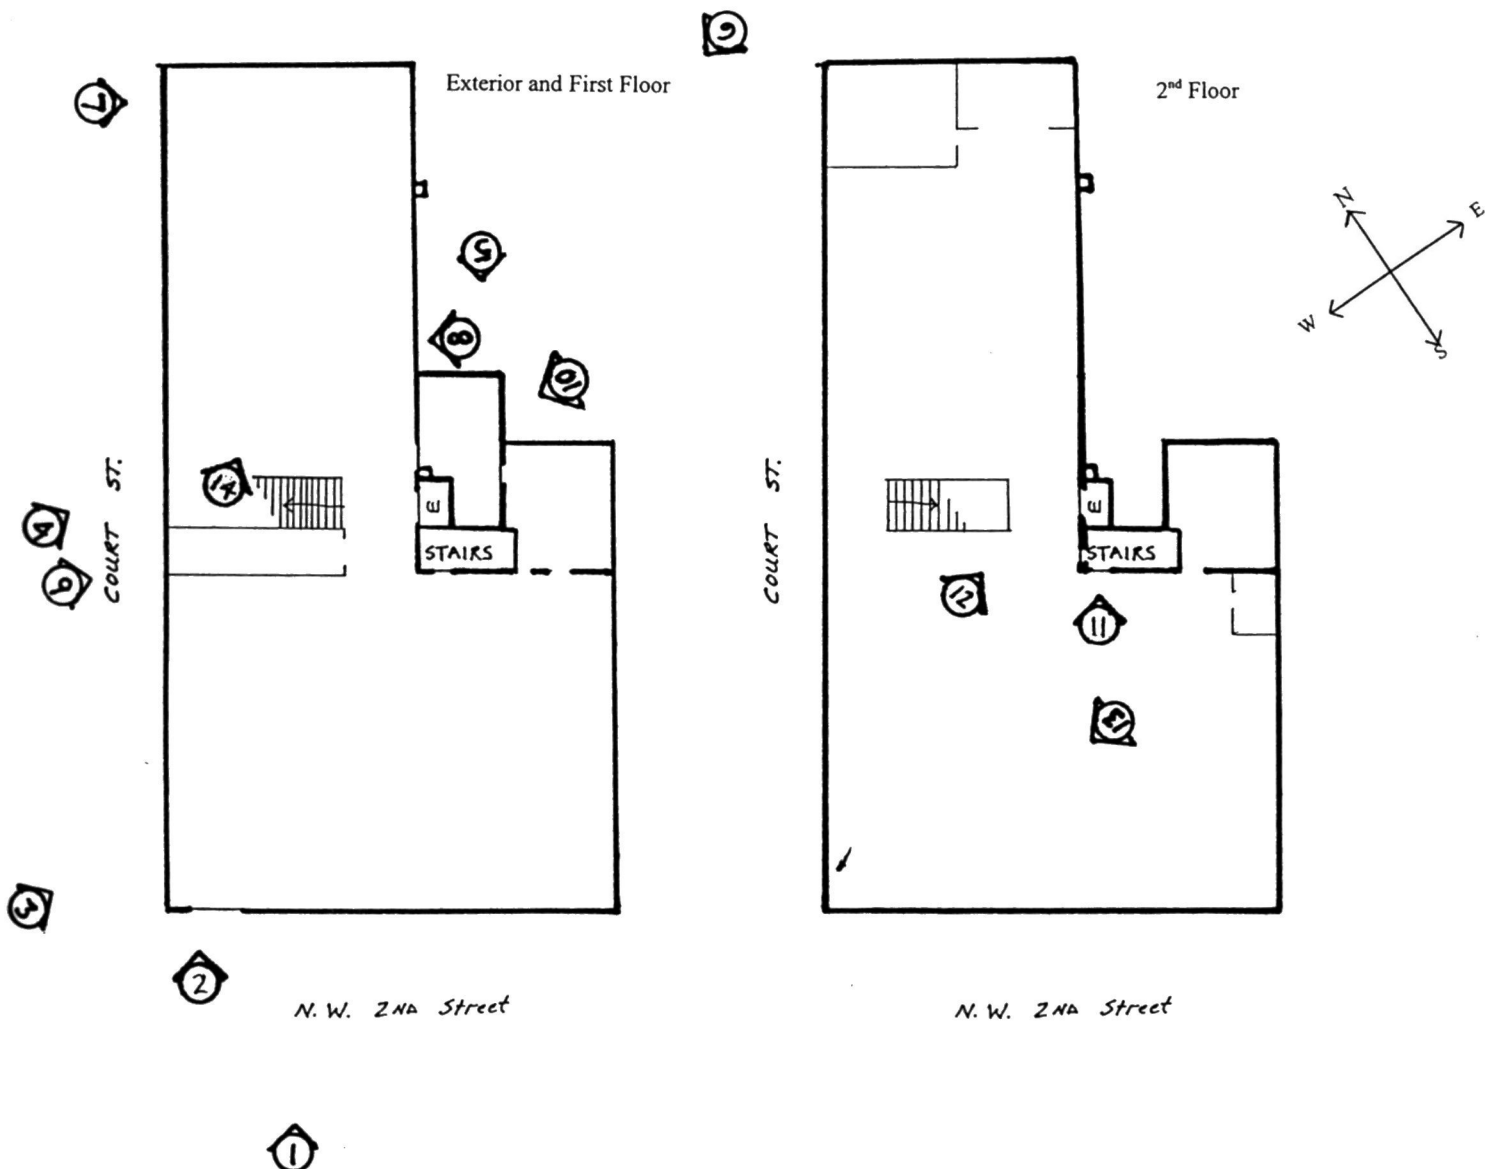 9
Exterior and First Floor
2nd Floor
7
N
E
W
S
5
8
10
14
E
STAIRS
4
6
COURT ST.
3
2
N.W. 2ND Street
1
COURT ST.
E
STAIRS
12
11
13
N.W. 2ND Street